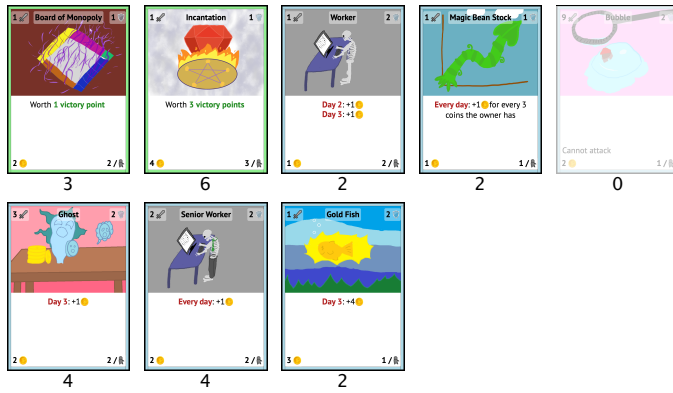 1 Board of Monopoly 1
Worth 1 victory point
2 2 /
3
1 Incantation 1
Worth 3 victory points
4 3 /
6
1 Worker 2
Day 2: +1
Day 3: +1
1 2 /
2
1 Magic Bean Stock 1
Every day: +1 for every 3
coins the owner has
1 1 /
2
9 Bubble 2
Cannot attack
2 1 /
0
3 Ghost 2
Day 3: +1
2 2 /
4
2 Senior Worker 2
Every day: +1
2 2 /
4
1 Gold Fish 2
Day 3: +4
3 1 /
2